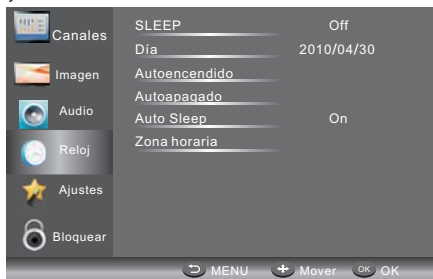 Canales
Imagen
Audio
Reloj
Ajustes
Bloquear
SLEEP Off
Día 2010/04/30
Autoencendido
Autoapagado
Auto Sleep On
Zona horaria
MENU Mover OK OK